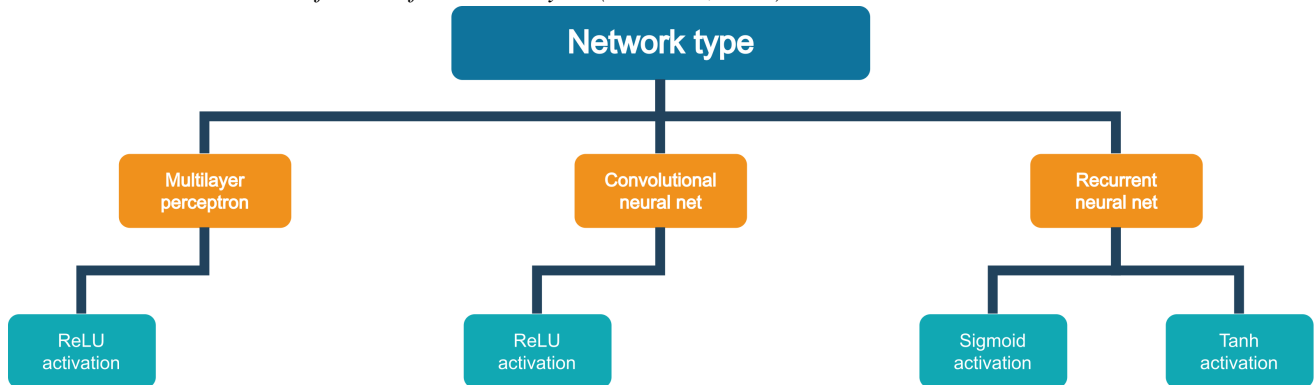 Network type
Multilayer
perceptron
Convolutional
neural net
Recurrent
neural net
ReLU
activation
ReLU
activation
Sigmoid
activation
Tanh
activation